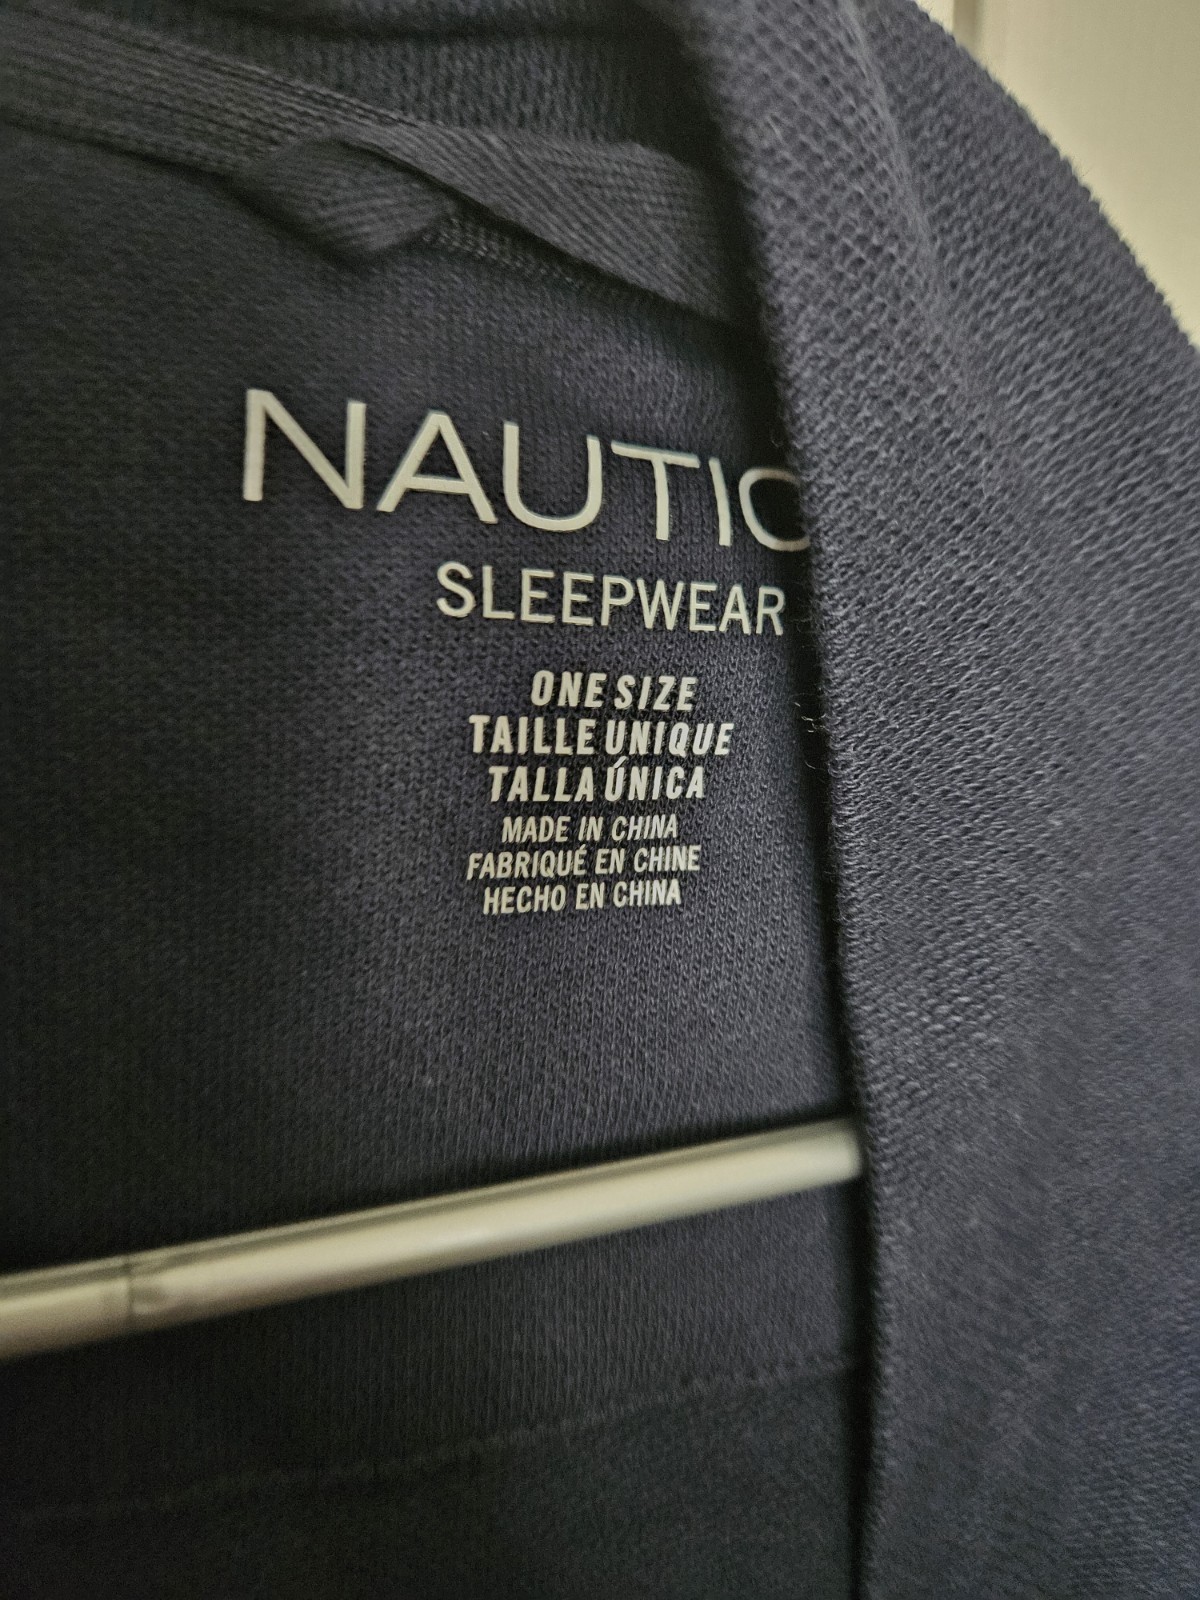 NAUTIC
SLEEPWEAR
ONE SIZE
TAILLE UNIQUE
TALLA ÚNICA
MADE IN CHINA
FABRIQUÉ EN CHINE
HECHO EN CHINA